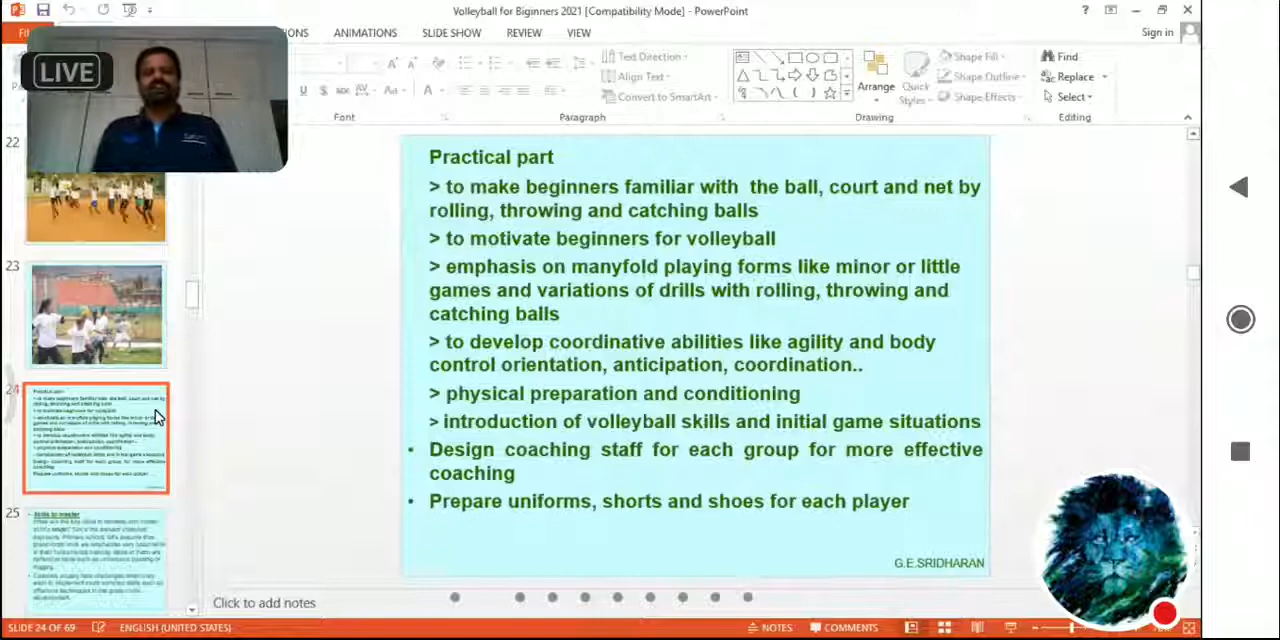 Volleyball for Biginners 2021 [Compatibility Mode] - PowerPoint
?
Sign in
ANIMATIONS SLIDE SHOW REVIEW VIEW
LIVE
Text Direction
Align Text
Convert to SmartArt
Arrange
Quick
Styles
Shape Fill
Shape Outline
Shape Effects
Find
Replace
Select
Font
Paragraph
Drawing
Editing
22
23
24
25
Skills to master
Practical part
> to make beginners familiar with the ball, court and net by
rolling, throwing and catching balls
> to motivate beginners for volleyball
> emphasis on manyfold playing forms like minor or little
games and variations of drills with rolling, throwing and
catching balls
> to develop coordinative abilities like agility and body
control orientation, anticipation, coordination..
> physical preparation and conditioning
> introduction of volleyball skills and initial game situations
• Design coaching staff for each group for more effective
coaching
• Prepare uniforms, shorts and shoes for each player
G.E.SRIDHARAN
Click to add notes
SLIDE 24 OF 69
ENGLISH (UNITED STATES)
NOTES
COMMENTS